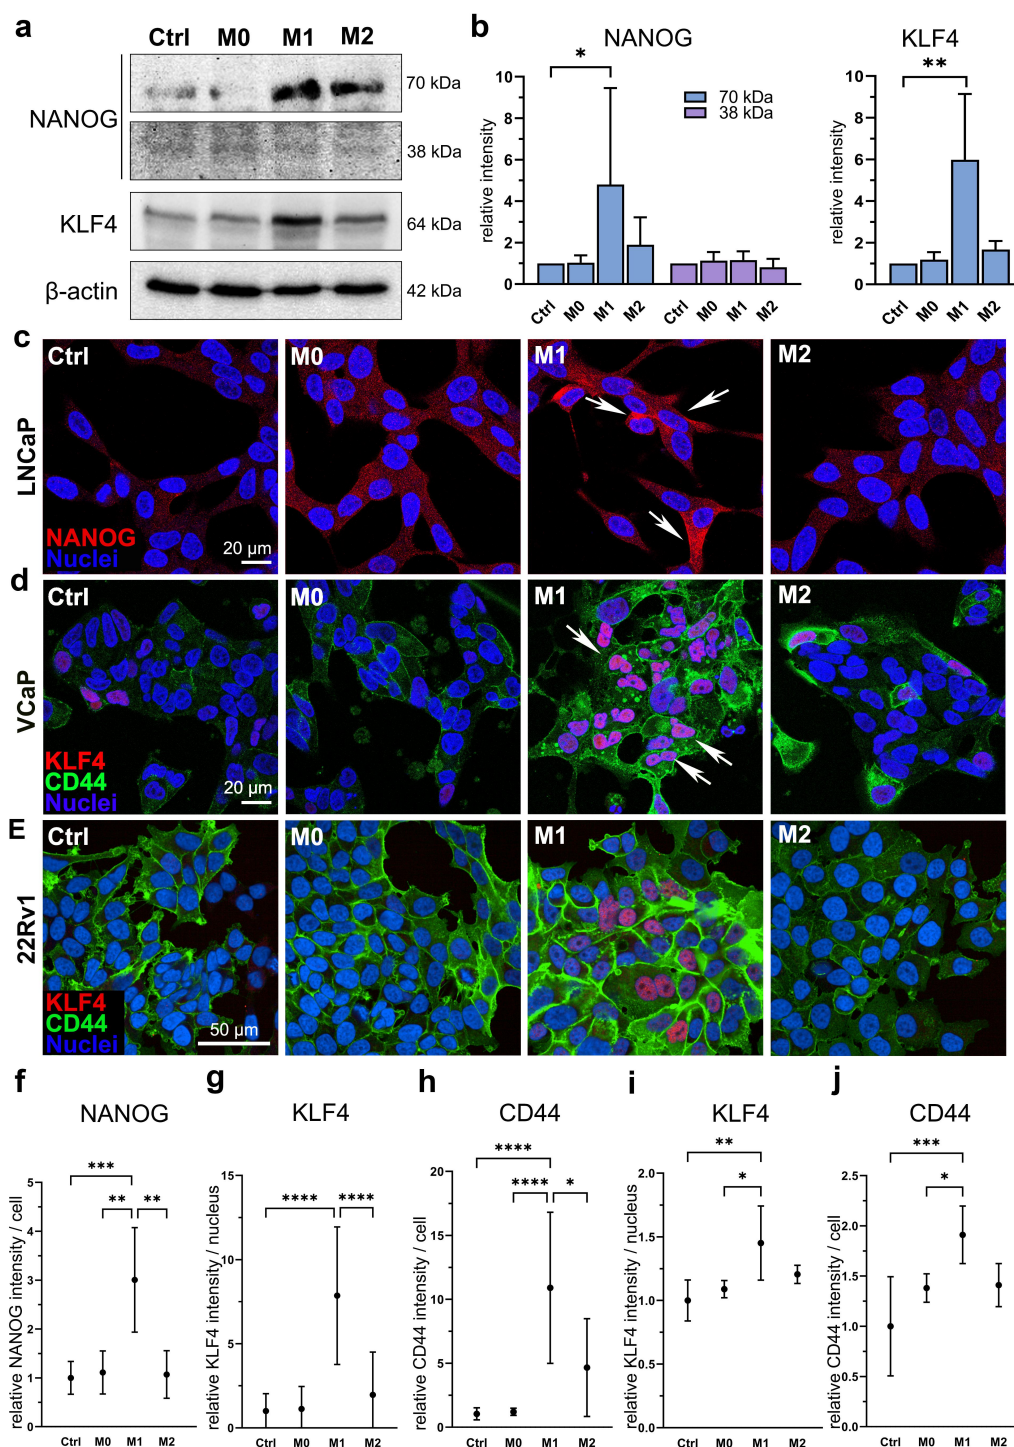 a
Ctrl M0 M1 M2
NANOG
70 kDa
38 kDa
KLF4
64 kDa
β-actin
42 kDa
b
NANOG
KLF4
relative intensity
10
8
6
4
2
0
*
70 kDa
38 kDa
Ctrl M0 M1 M2 Ctrl M0 M1 M2
relative intensity
10
8
6
4
2
0
**
Ctrl M0 M1 M2
c
LNCaP
Ctrl
M0
M1
M2
NANOG
Nuclei
20 µm
d
VCaP
Ctrl
M0
M1
M2
KLF4
CD44
Nuclei
20 µm
E
22Rv1
Ctrl
M0
M1
M2
KLF4
CD44
Nuclei
50 µm
f
NANOG
relative NANOG intensity / cell
5
4
3
2
1
0
***
** **
Ctrl M0 M1 M2
g
KLF4
relative KLF4 intensity / nucleus
15
10
5
0
**** ****
Ctrl M0 M1 M2
h
CD44
relative CD44 intensity / cell
20
15
10
5
0
****
**** *
Ctrl M0 M1 M2
i
KLF4
relative KLF4 intensity / nucleus
2.0
1.5
1.0
0.5
0.0
**
*
Ctrl M0 M1 M2
j
CD44
relative CD44 intensity / cell
2.5
2.0
1.5
1.0
0.5
0.0
***
*
Ctrl M0 M1 M2